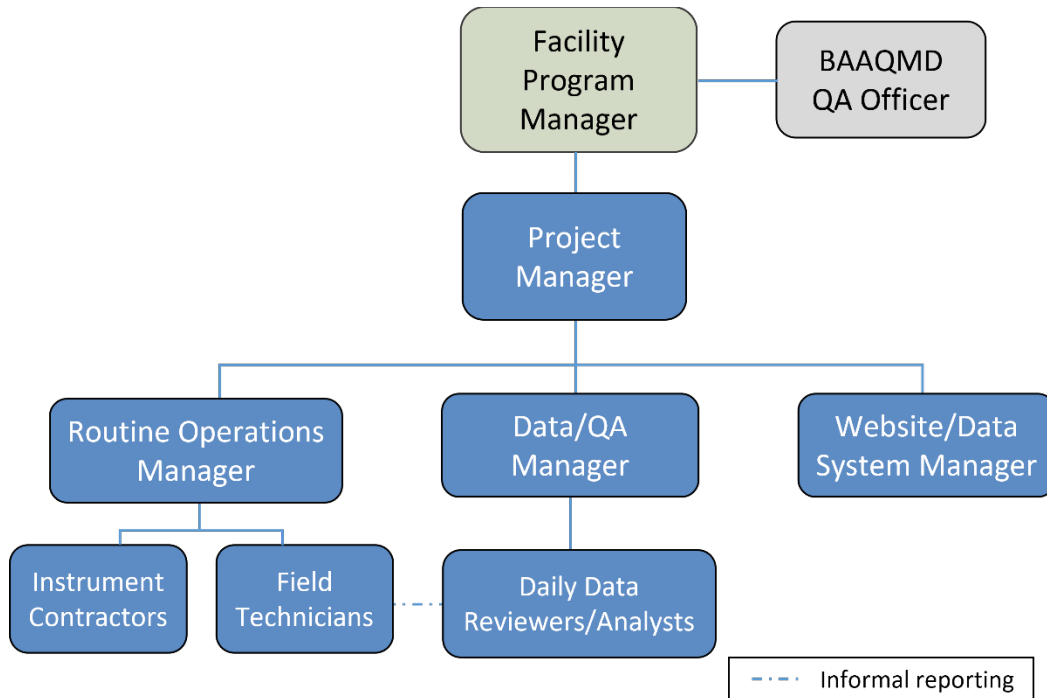 Facility
Program
Manager
BAAQMD
QA Officer
Project
Manager
Routine Operations
Manager
Data/QA
Manager
Website/Data
System Manager
Instrument
Contractors
Field
Technicians
Daily Data
Reviewers/Analysts
Informal reporting